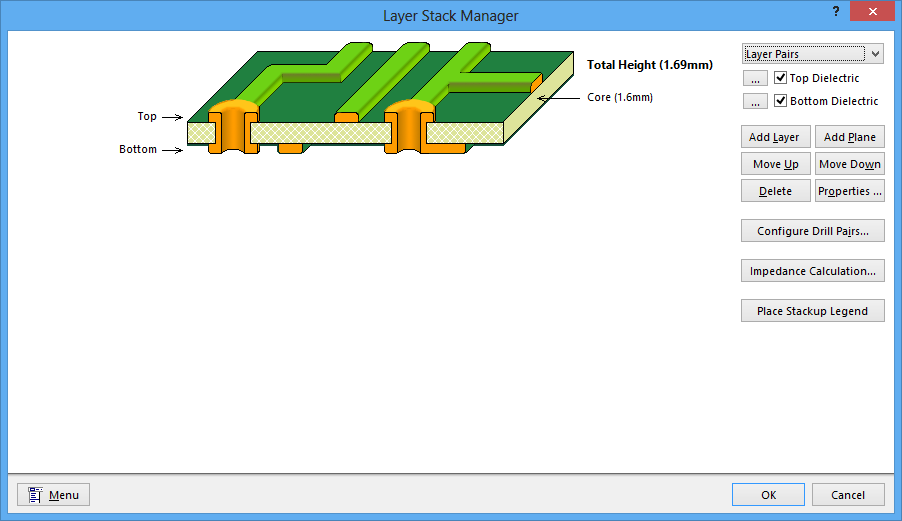 Layer Stack Manager
?
Total Height (1.69mm)
Core (1.6mm)
Top
Bottom
Layer Pairs
... Top Dielectric
... Bottom Dielectric
Add Layer Add Plane
Move Up Move Down
Delete Properties ...
Configure Drill Pairs...
Impedance Calculation...
Place Stackup Legend
Menu OK Cancel